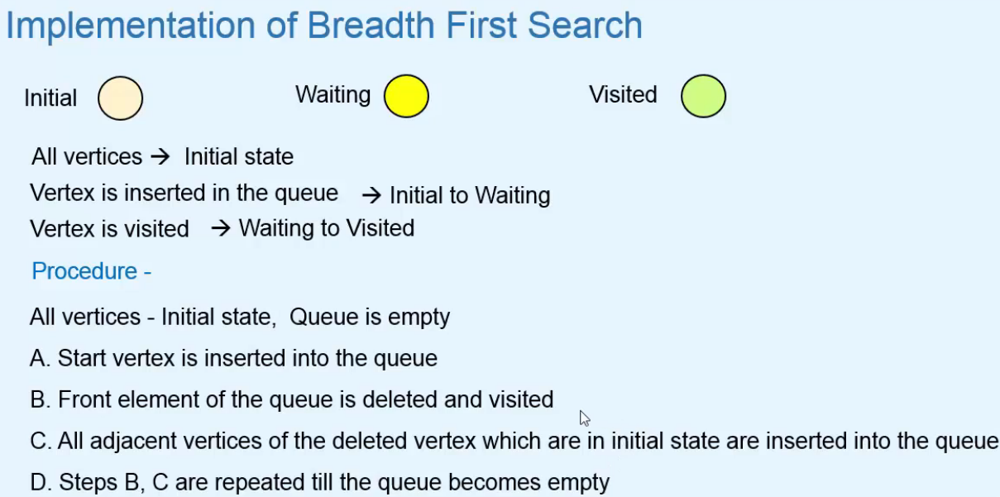 Implementation of Breadth First Search
Initial Waiting Visited
All vertices → Initial state
Vertex is inserted in the queue → Initial to Waiting
Vertex is visited → Waiting to Visited
Procedure -
All vertices - Initial state, Queue is empty
A. Start vertex is inserted into the queue
B. Front element of the queue is deleted and visited
C. All adjacent vertices of the deleted vertex which are in initial state are inserted into the queue
D. Steps B, C are repeated till the queue becomes empty